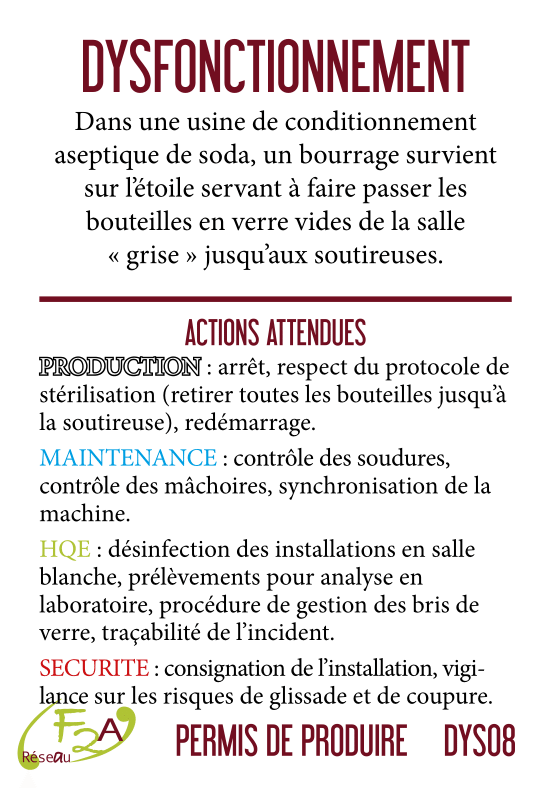 DYSFONCTIONNEMENT
Dans une usine de conditionnement
aseptique de soda, un bourrage survient
sur l’étoile servant à faire passer les
bouteilles en verre vides de la salle
« grise » jusqu’aux soutireuses.
ACTIONS ATTENDUES
PRODUCTION : arrêt, respect du protocole de
stérilisation (retirer toutes les bouteilles jusqu’à
la soutireuse), redémarrage.
MAINTENANCE : contrôle des soudures,
contrôle des mâchoires, synchronisation de la
machine.
HQE : désinfection des installations en salle
blanche, prélèvements pour analyse en
laboratoire, procédure de gestion des bris de
verre, traçabilité de l’incident.
SECURITE : consignation de l’installation, vigi-
lance sur les risques de glissade et de coupure.
F2A
Réseau
PERMIS DE PRODUIRE DYS08